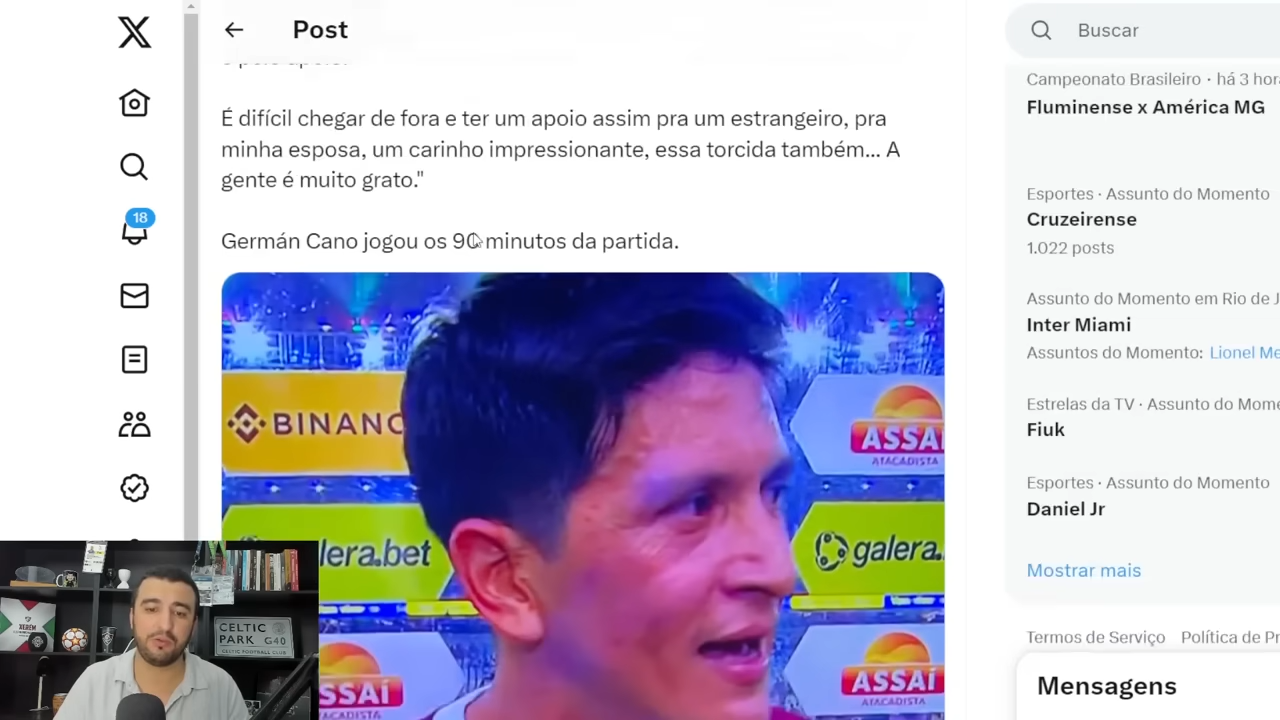 Post
18
É difícil chegar de fora e ter um apoio assim pra um estrangeiro, pra
minha esposa, um carinho impressionante, essa torcida também... A
gente é muito grato."
Germán Cano jogou os 90 minutos da partida.
BINANC
ASSAÍ
ATACADISTA
galera.bet
galera.
ASSAÍ
ATACADISTA
ASSAÍ
ATACADISTA
XERÉM
CELTIC
PARK G40
CELTIC FOOTBALL CLUB
Buscar
Campeonato Brasileiro · há 3 hora
Fluminense x América MG
Esportes · Assunto do Momento
Cruzeirense
1.022 posts
Assunto do Momento em Rio de J
Inter Miami
Assuntos do Momento: Lionel Me
Estrelas da TV · Assunto do Mome
Fiuk
Esportes · Assunto do Momento
Daniel Jr
Mostrar mais
Termos de Serviço Política de Pr
Mensagens